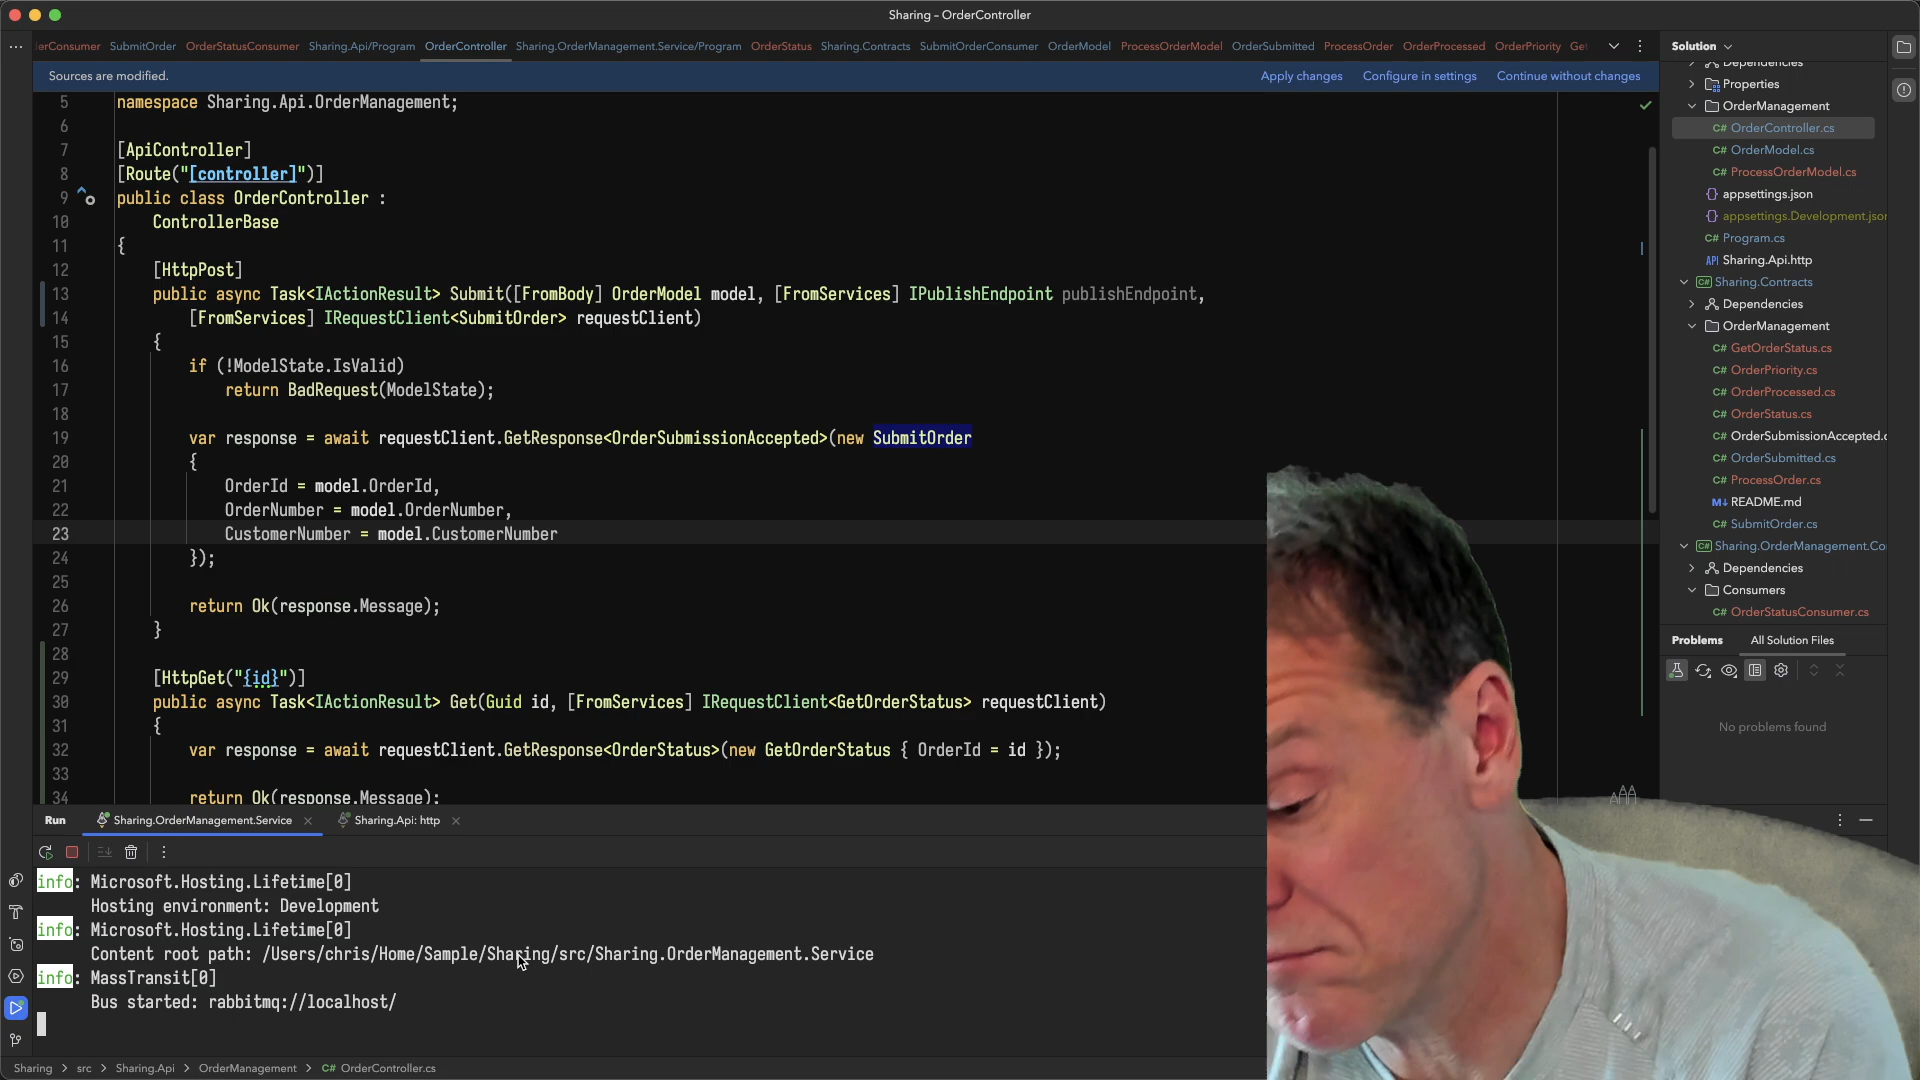 Sharing – OrderController
erConsumer SubmitOrder OrderStatusConsumer Sharing.Api/Program OrderController Sharing.OrderManagement.Service/Program OrderStatus Sharing.Contracts SubmitOrderConsumer OrderModel ProcessOrderModel OrderSubmitted ProcessOrder OrderProcessed OrderPriority Ge
Sources are modified. Apply changes Configure in settings Continue without changes
5 namespace Sharing.Api.OrderManagement;
6
7 [ApiController]
8 [Route("[controller]")]
9 public class OrderController :
10 ControllerBase
11 {
12 [HttpPost]
13 public async Task<IActionResult> Submit([FromBody] OrderModel model, [FromServices] IPublishEndpoint publishEndpoint,
14 [FromServices] IRequestClient<SubmitOrder> requestClient)
15 {
16 if (!ModelState.IsValid)
17 return BadRequest(ModelState);
18
19 var response = await requestClient.GetResponse<OrderSubmissionAccepted>(new SubmitOrder
20 {
21 OrderId = model.OrderId,
22 OrderNumber = model.OrderNumber,
23 CustomerNumber = model.CustomerNumber
24 });
25
26 return Ok(response.Message);
27 }
28
29 [HttpGet("{id}")]
30 public async Task<IActionResult> Get(Guid id, [FromServices] IRequestClient<GetOrderStatus> requestClient)
31 {
32 var response = await requestClient.GetResponse<OrderStatus>(new GetOrderStatus { OrderId = id });
33
34 return Ok(response.Message);
Solution
Dependencies
Properties
OrderManagement
C# OrderController.cs
C# OrderModel.cs
C# ProcessOrderModel.cs
{} appsettings.json
{} appsettings.Development.json
C# Program.cs
API Sharing.Api.http
C# Sharing.Contracts
Dependencies
OrderManagement
C# GetOrderStatus.cs
C# OrderPriority.cs
C# OrderProcessed.cs
C# OrderStatus.cs
C# OrderSubmissionAccepted.c
C# OrderSubmitted.cs
C# ProcessOrder.cs
M↓ README.md
C# SubmitOrder.cs
C# Sharing.OrderManagement.Co
Dependencies
Consumers
C# OrderStatusConsumer.cs
Problems All Solution Files
No problems found
Run Sharing.OrderManagement.Service Sharing.Api: http
info: Microsoft.Hosting.Lifetime[0]
Hosting environment: Development
info: Microsoft.Hosting.Lifetime[0]
Content root path: /Users/chris/Home/Sample/Sharing/src/Sharing.OrderManagement.Service
info: MassTransit[0]
Bus started: rabbitmq://localhost/
Sharing > src > Sharing.Api > OrderManagement > C# OrderController.cs